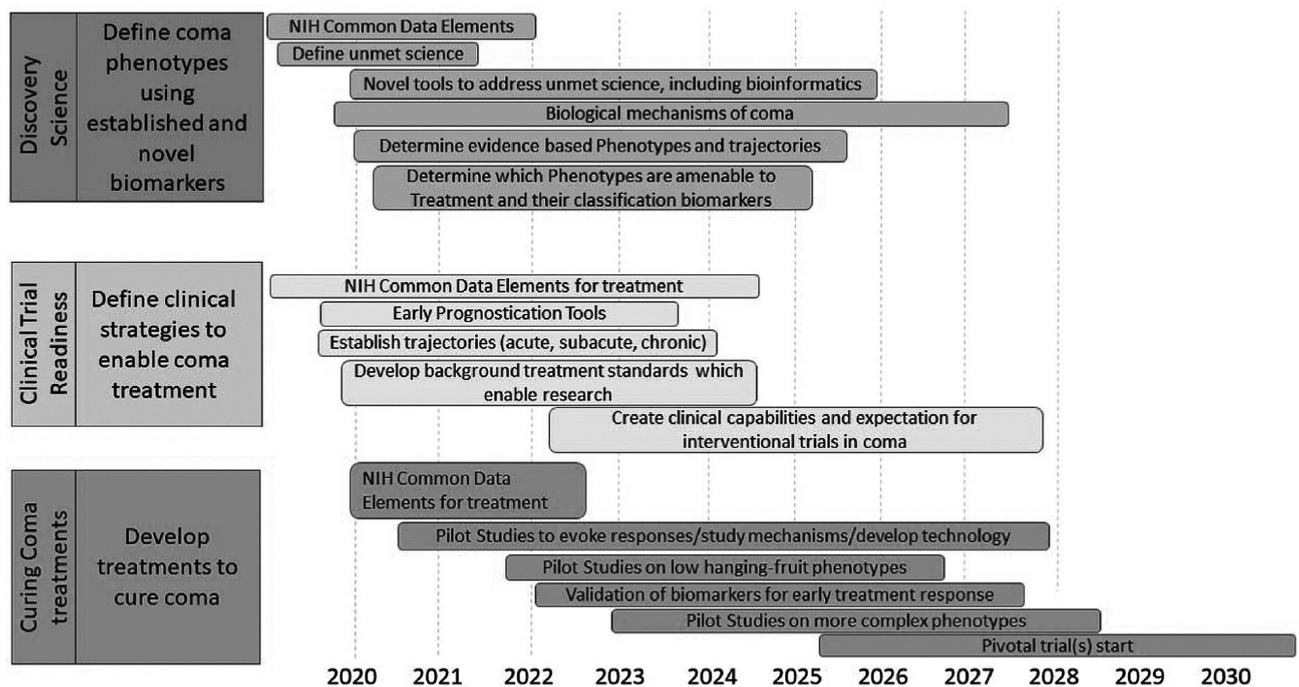 Discovery
Science
Define coma
phenotypes
using
established and
novel
biomarkers
NIH Common Data Elements
Define unmet science
Novel tools to address unmet science, including bioinformatics
Biological mechanisms of coma
Determine evidence based Phenotypes and trajectories
Determine which Phenotypes are amenable to
Treatment and their classification biomarkers
Clinical Trial
Readiness
Define clinical
strategies to
enable coma
treatment
NIH Common Data Elements for treatment
Early Prognostication Tools
Establish trajectories (acute, subacute, chronic)
Develop background treatment standards which
enable research
Create clinical capabilities and expectation for
interventional trials in coma
Curing Coma
treatments
Develop
treatments to
cure coma
NIH Common Data
Elements for treatment
Pilot Studies to evoke responses/study mechanisms/develop technology
Pilot Studies on low hanging-fruit phenotypes
Validation of biomarkers for early treatment response
Pilot Studies on more complex phenotypes
Pivotal trial(s) start
2020 2021 2022 2023 2024 2025 2026 2027 2028 2029 2030